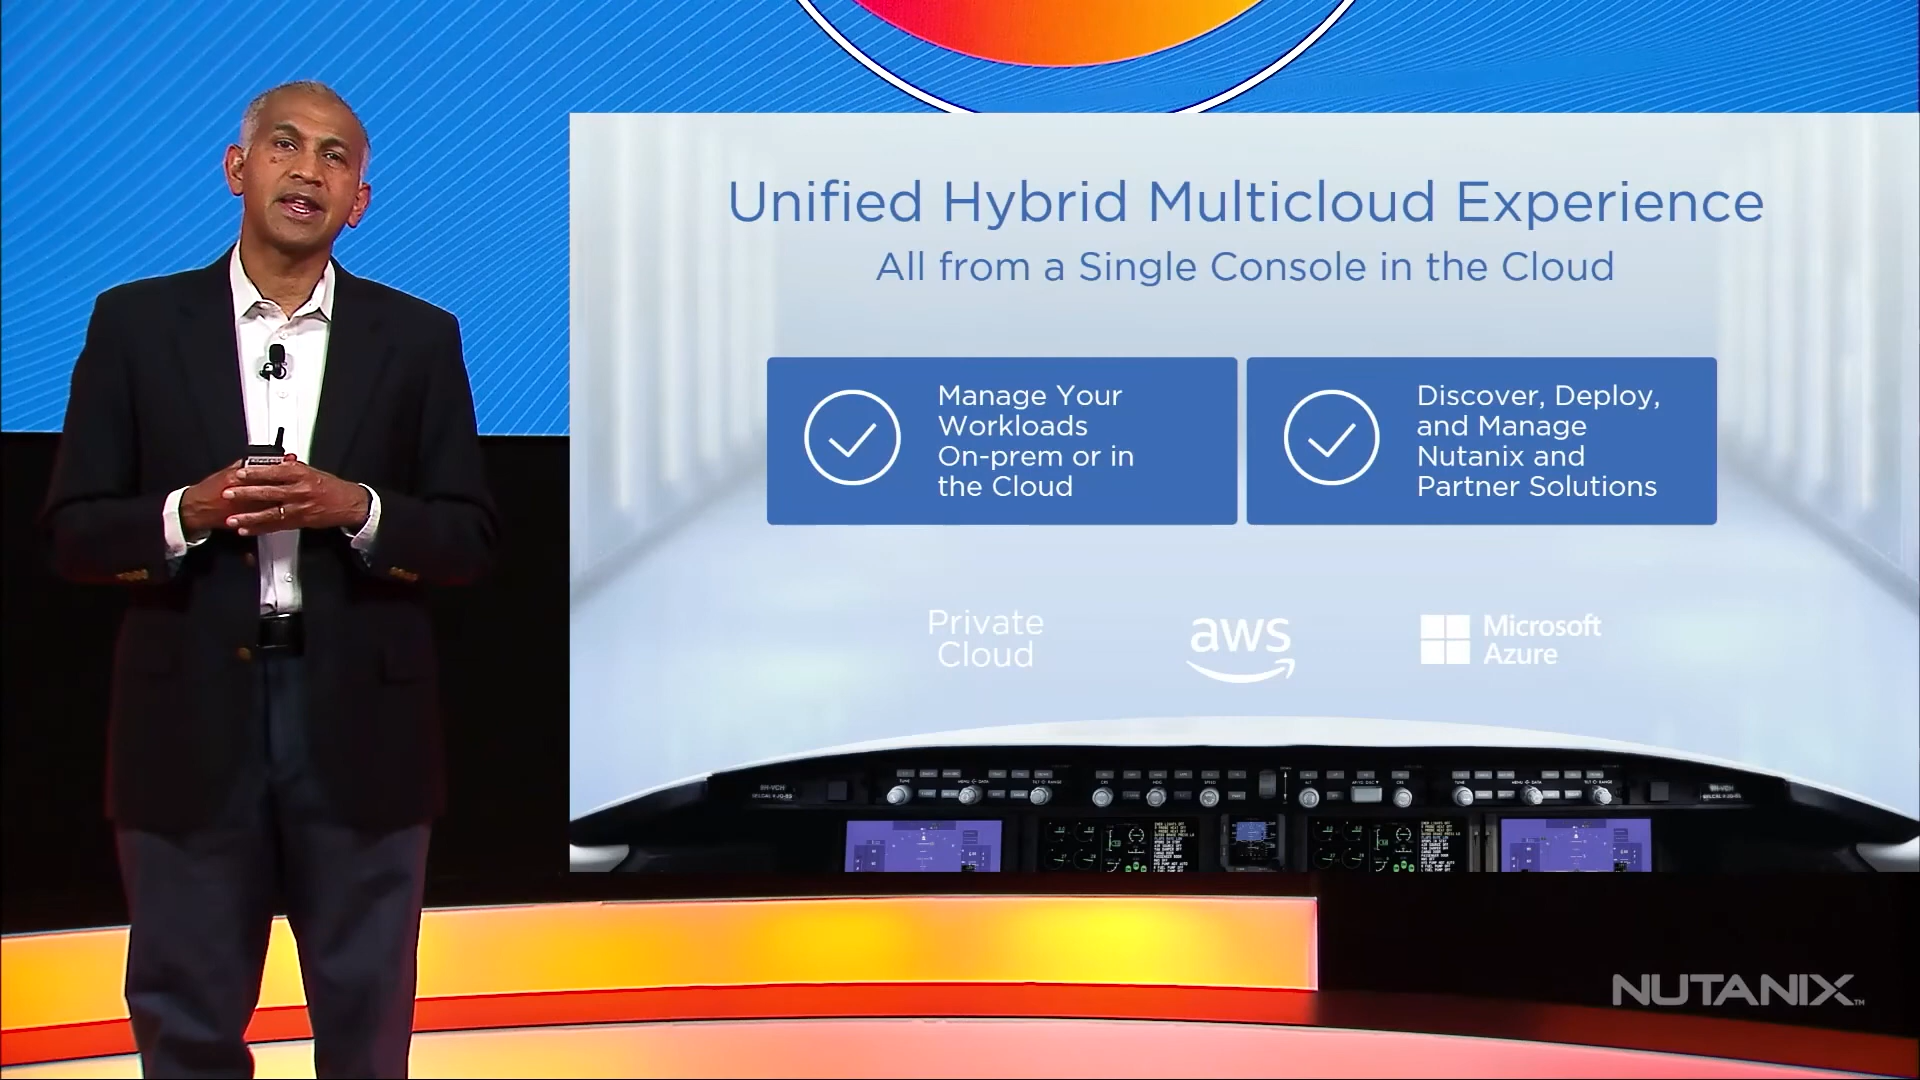 Unified Hybrid Multicloud Experience
All from a Single Console in the Cloud
Manage Your
Workloads
On-prem or in
the Cloud
Discover, Deploy,
and Manage
Nutanix and
Partner Solutions
Private
Cloud
aws
Microsoft
Azure
NUTANIX™